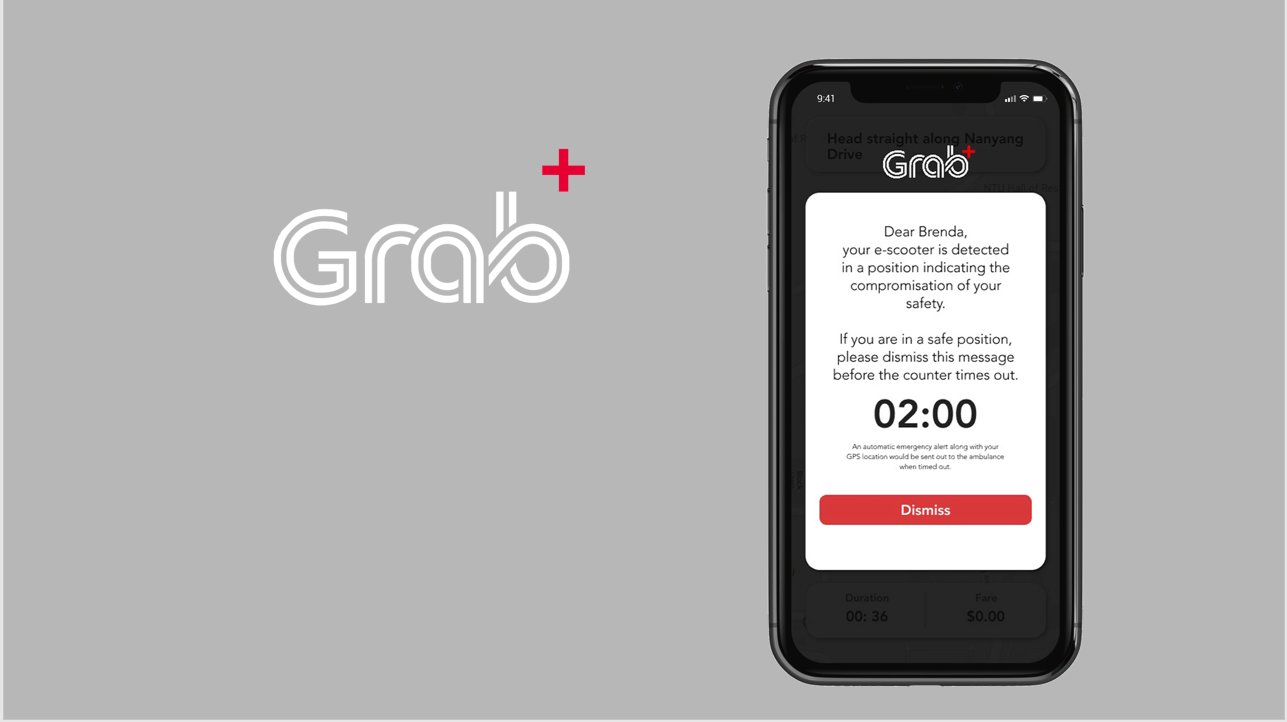 Grab+
9:41
Head straight along Nanyang
Drive
Grab+
Dear Brenda,
your e-scooter is detected
in a position indicating the
compromisation of your
safety.
If you are in a safe position,
please dismiss this message
before the counter times out.
02:00
An automatic emergency alert along with your
GPS location would be sent out to the ambulance
when timed out.
Dismiss
Duration
Fare
00: 36
$0.00